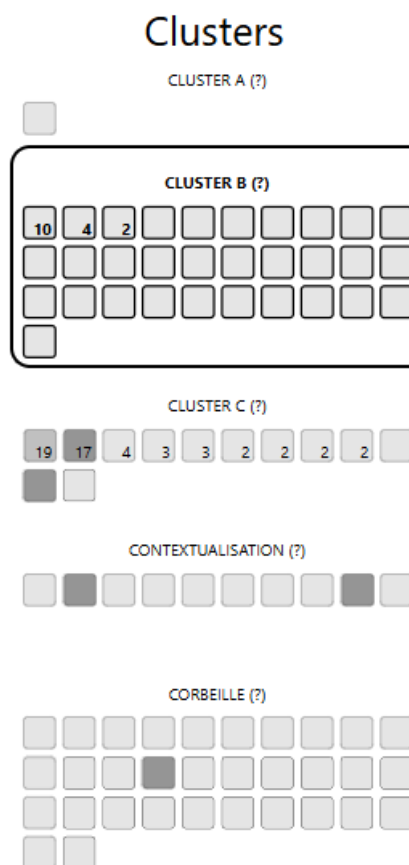 Clusters
CLUSTER A (?)
CLUSTER B (?)
10 4 2
CLUSTER C (?)
19 17 4 3 3 2 2 2 2
CONTEXTUALISATION (?)
CORBEILLE (?)